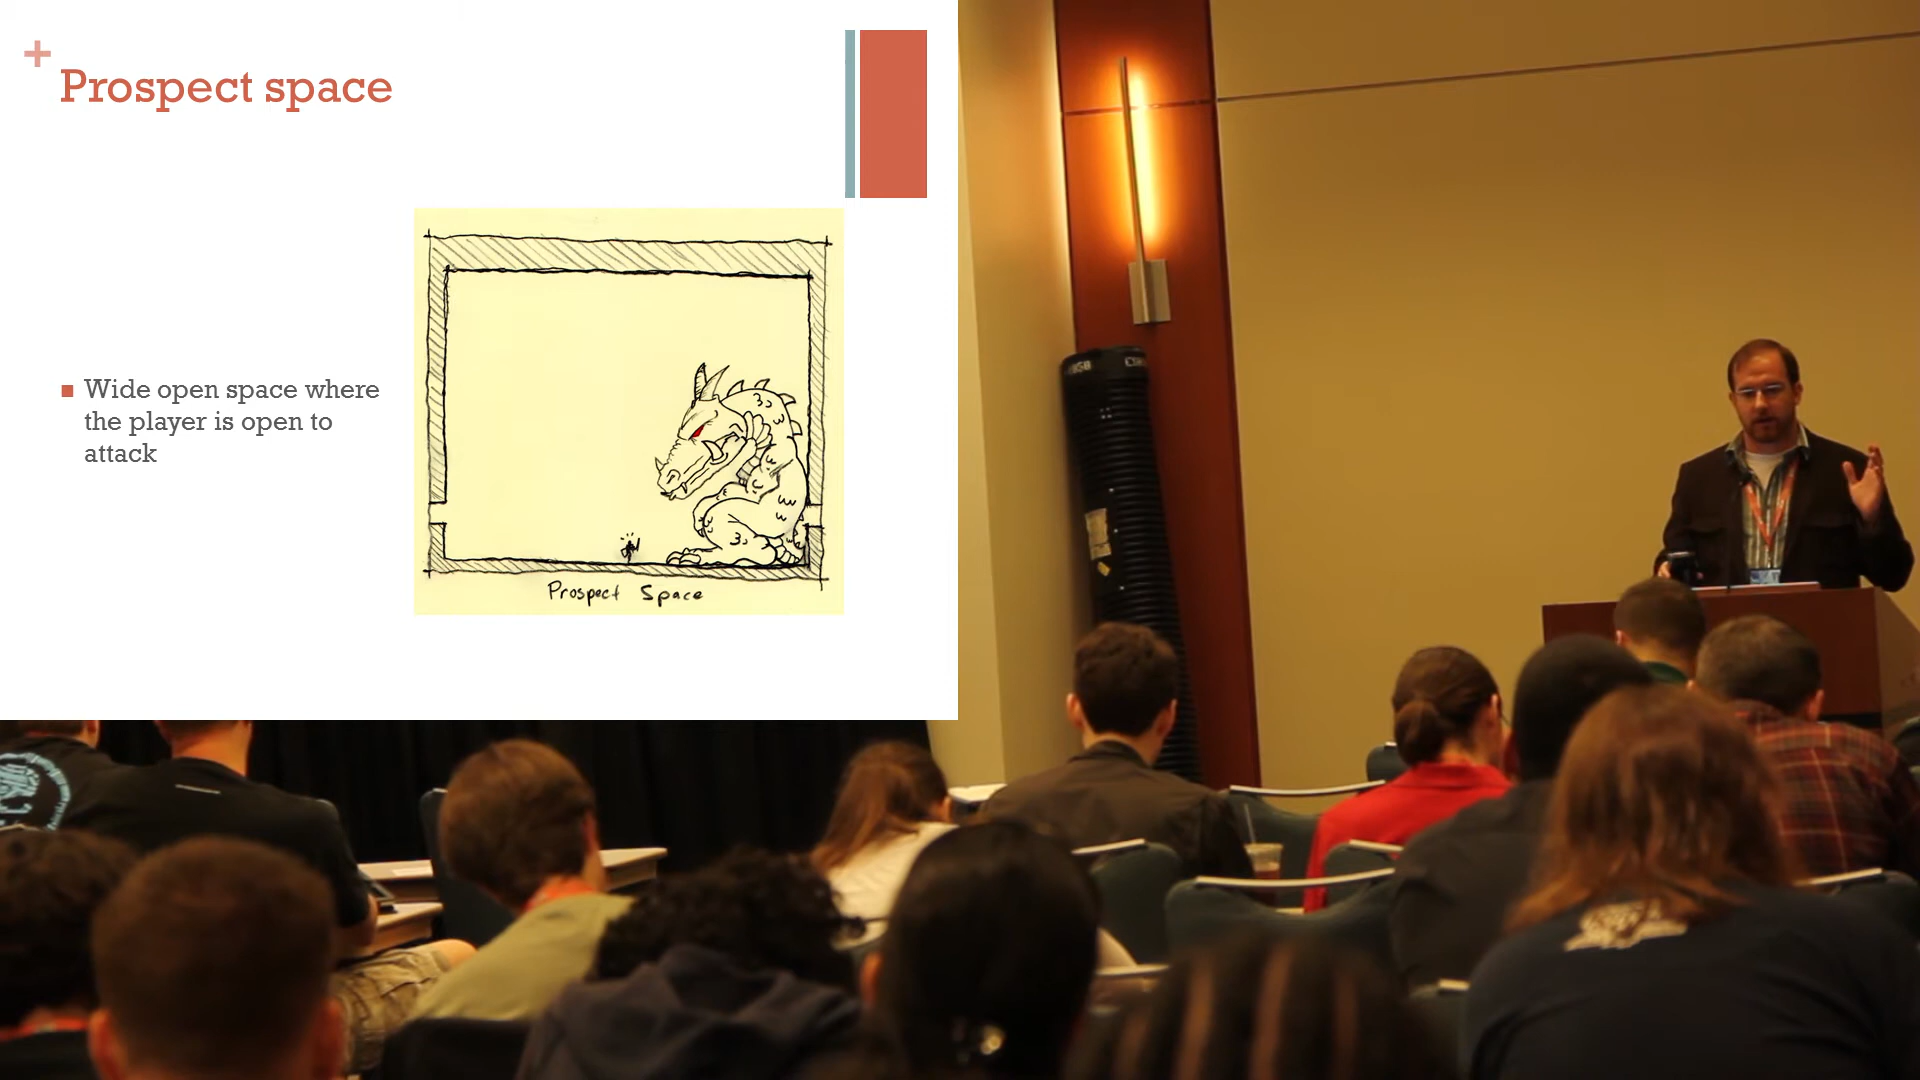 Prospect space
Wide open space where
the player is open to
attack
Prospect Space